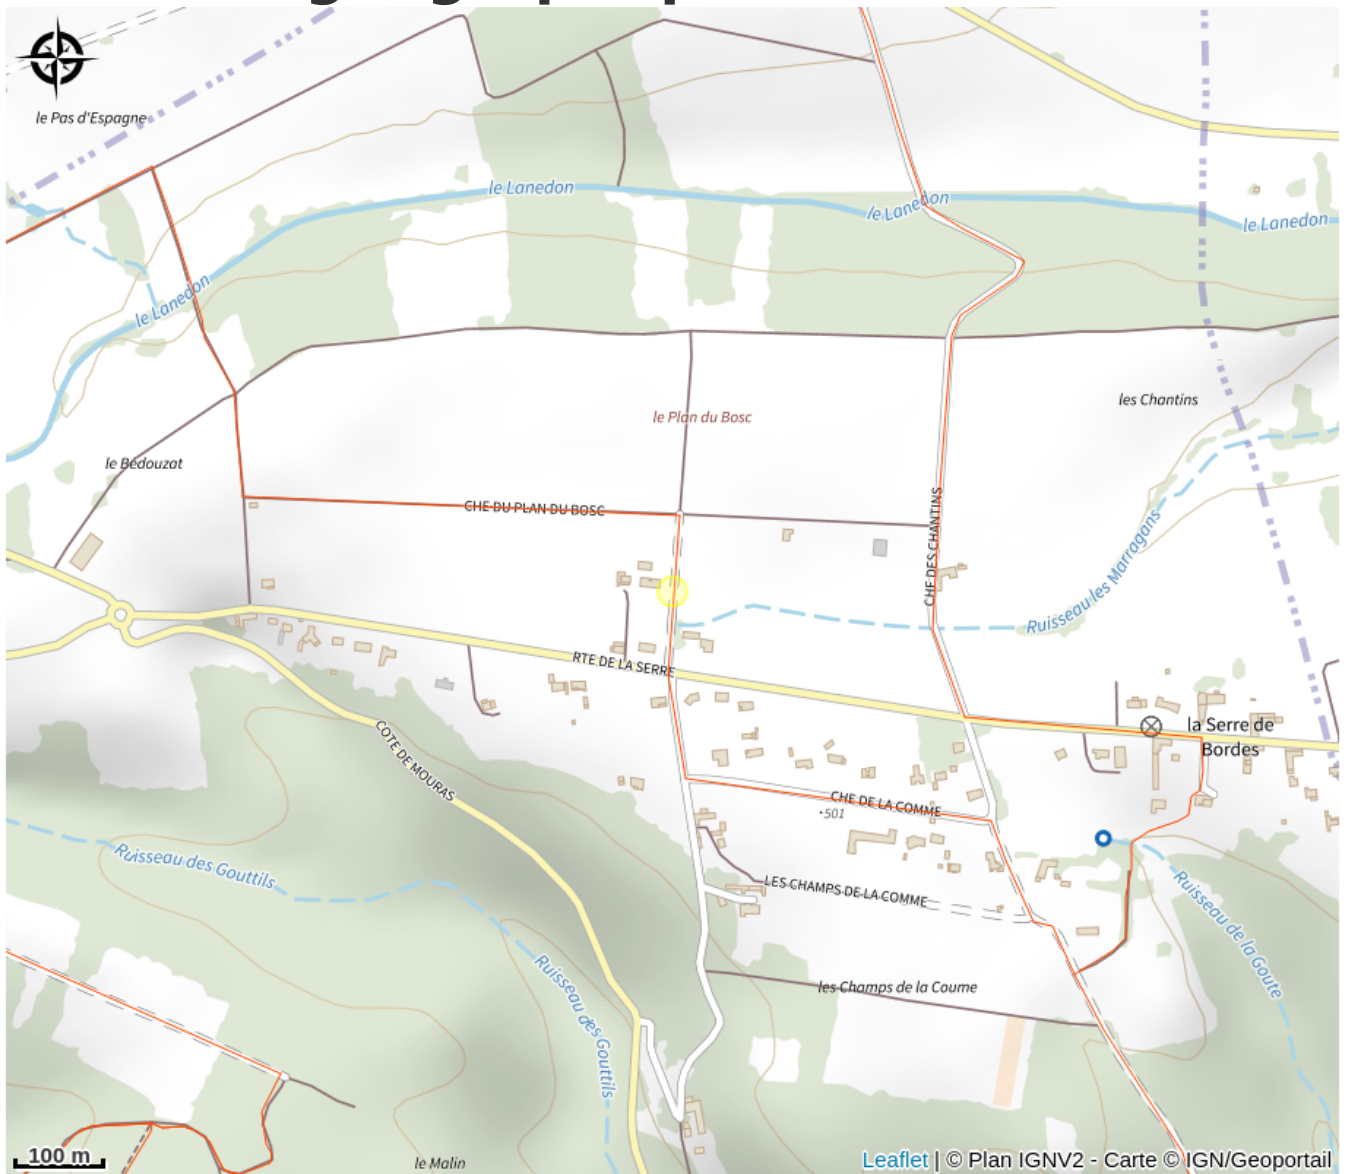 le Pas d'Espagne
le Lanedon
le Lanedon
le Lanedon
le Lanedon
les Chantins
le Plan du Bosc
le Bédouzat
CHE DU PLAN DU BOSC
CHE DES CHANTINS
Ruisseau les Marragans
RTE DE LA SERRE
la Serre de
Bordes
COTE DE MOURAS
CHE DE LA COMME
501
Ruisseau des Gouttils
LES CHAMPS DE LA COMME
Ruisseau de la Goute
Ruisseau des Gouttils
les Champs de la Coume
100 m
le Malin
Leaflet | © Plan IGNV2 - Carte © IGN/Geoportail